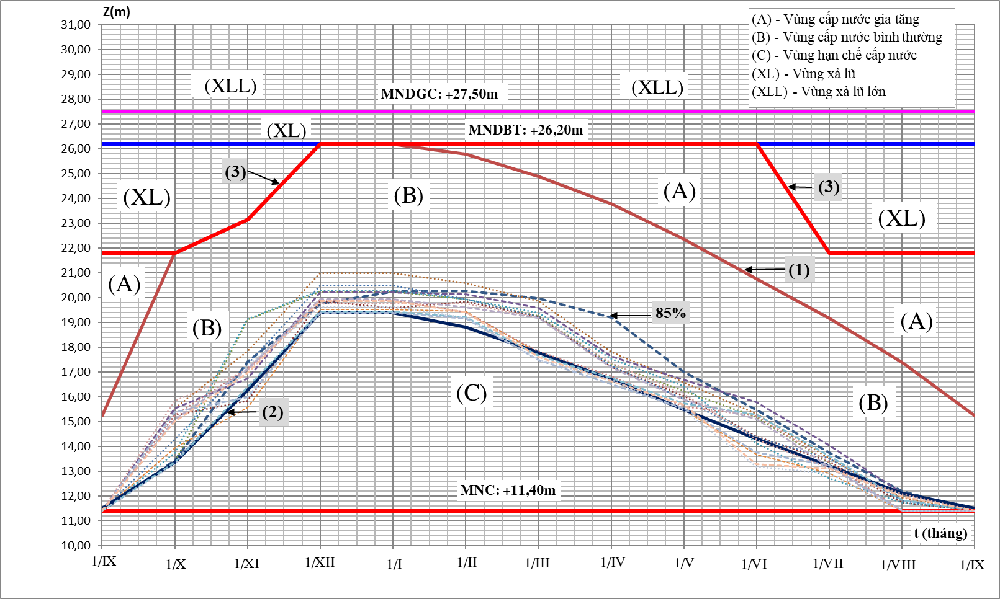 Z(m)
31,00
30,00
29,00
28,00
27,00
26,00
25,00
24,00
23,00
22,00
21,00
20,00
19,00
18,00
17,00
16,00
15,00
14,00
13,00
12,00
11,00
10,00
(A) - Vùng cấp nước gia tăng
(B) - Vùng cấp nước bình thường
(C) - Vùng hạn chế cấp nước
(XL) - Vùng xả lũ
(XLL) - Vùng xả lũ lớn
(XLL)
MNDGC: +27,50m
(XLL)
(XL)
MNDBT: +26,20m
(3)
(XL)
(B)
(A)
(3)
(XL)
(A)
(1)
(B)
85%
(A)
(2)
(C)
(B)
MNC: +11,40m
t (tháng)
1/IX
1/X
1/XI
1/XII
1/I
1/II
1/III
1/IV
1/V
1/VI
1/VII
1/VIII
1/IX